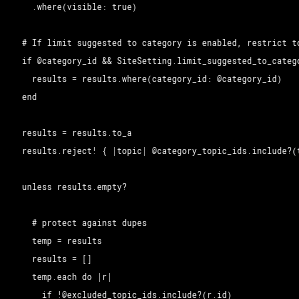 .where(visible: true)
# If limit suggested to category is enabled, restrict to
if @category_id && SiteSetting.limit_suggested_to_catego
results = results.where(category_id: @category_id)
end
results = results.to_a
results.reject! { |topic| @category_topic_ids.include?(t
unless results.empty?
# protect against dupes
temp = results
results = []
temp.each do |r|
if !@excluded_topic_ids.include?(r.id)